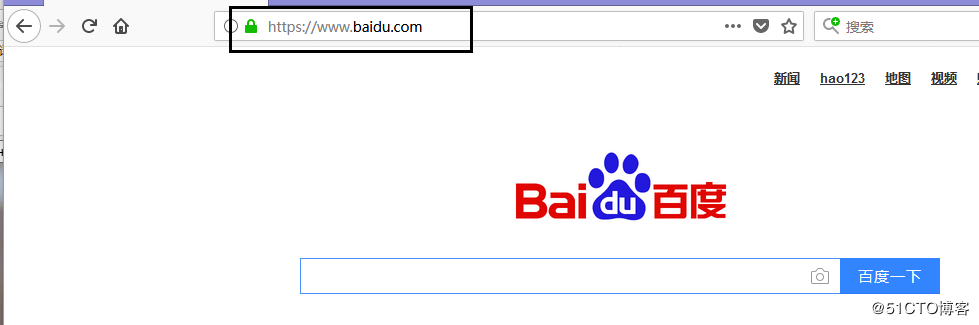 https://www.baidu.com
搜索
新闻 hao123 地图 视频
Bai du 百度
百度一下
@51CTO博客